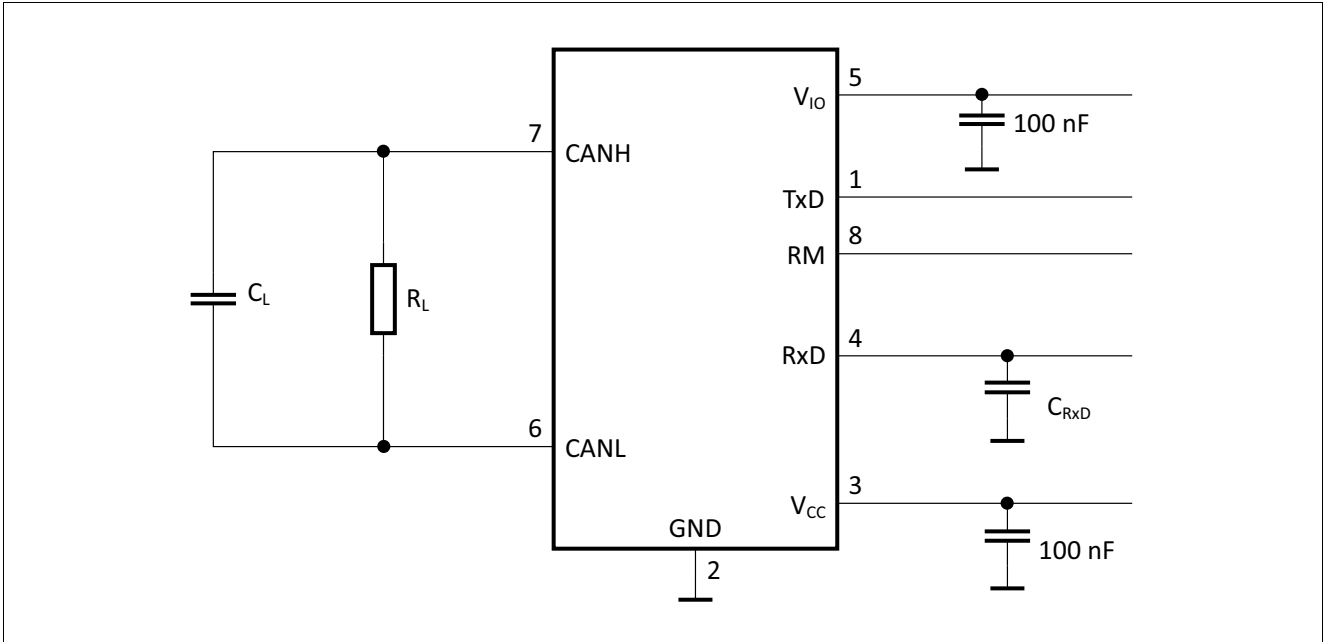 5
V_IO
100 nF
7
CANH
1
TxD
8
RM
C_L
R_L
4
RxD
C_RxD
6
CANL
3
V_CC
GND
100 nF
2